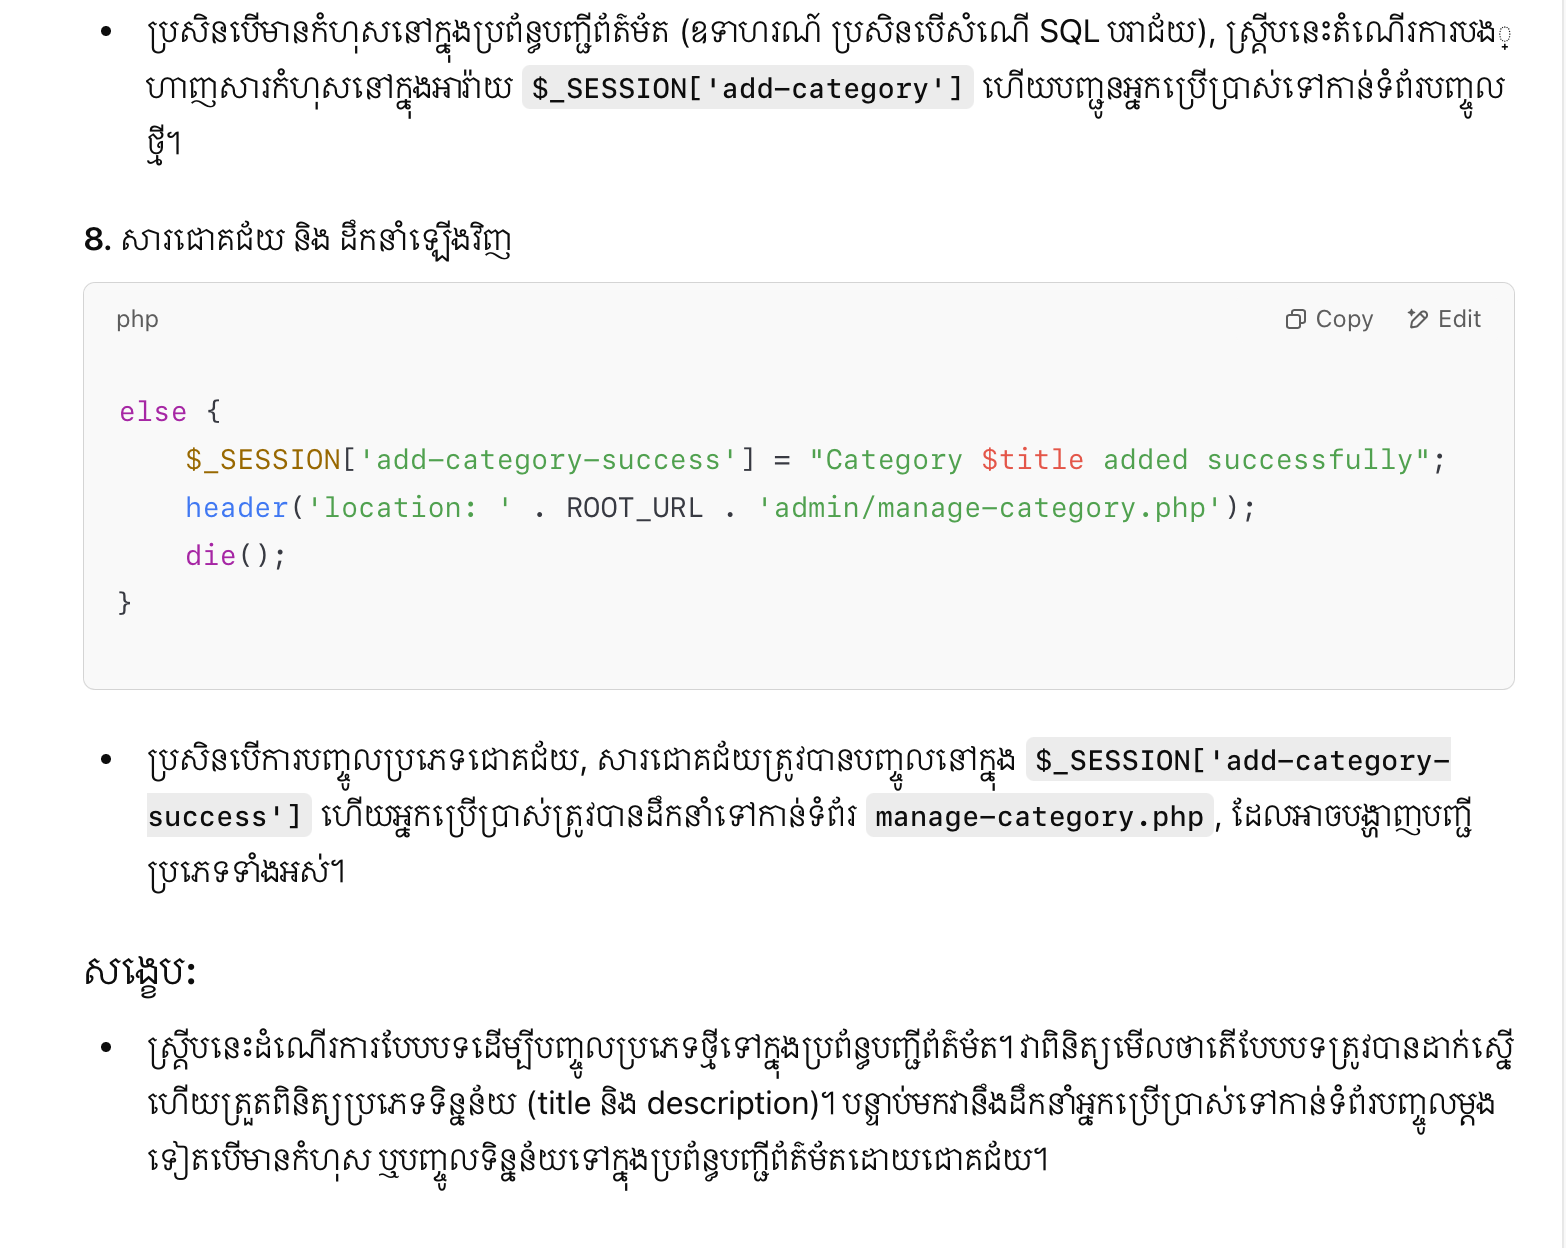 • ប្រសិនបើមានកំហុសនៅក្នុងប្រព័ន្ធបញ្ជីព័ត៌ម័ត (ឧទាហរណ៍ ប្រសិនបើសំណើ SQL បរាជ័យ), ស្គ្រីបនេះតំណើរការបង្
ហាញសារកំហុសនៅក្នុងអារ៉ាយ $_SESSION['add-category'] ហើយបញ្ជូនអ្នកប្រើប្រាស់ទៅកាន់ទំព័របញ្ចូល
ថ្មី។
8. សារជោគជ័យ និង ដឹកនាំឡើងវិញ
php
Copy
Edit
else {
    $_SESSION['add-category-success'] = "Category $title added successfully";
    header('location: ' . ROOT_URL . 'admin/manage-category.php');
    die();
}
• ប្រសិនបើការបញ្ចូលប្រភេទជោគជ័យ, សារជោគជ័យត្រូវបានបញ្ចូលនៅក្នុង $_SESSION['add-category-
success'] ហើយអ្នកប្រើប្រាស់ត្រូវបានដឹកនាំទៅកាន់ទំព័រ manage-category.php, ដែលអាចបង្ហាញបញ្ជី
ប្រភេទទាំងអស់។
សង្ខេប:
• ស្គ្រីបនេះដំណើរការបែបបទដើម្បីបញ្ចូលប្រភេទថ្មីទៅក្នុងប្រព័ន្ធបញ្ជីព័ត៌ម័ត។ វាពិនិត្យមើលថាតើបែបបទត្រូវបានដាក់ស្នើ
ហើយត្រួតពិនិត្យប្រភេទទិន្នន័យ (title និង description)។ បន្ទាប់មកវានឹងដឹកនាំអ្នកប្រើប្រាស់ទៅកាន់ទំព័របញ្ចូលម្តង
ទៀតបើមានកំហុស ឬបញ្ចូលទិន្នន័យទៅក្នុងប្រព័ន្ធបញ្ជីព័ត៌ម័តដោយជោគជ័យ។